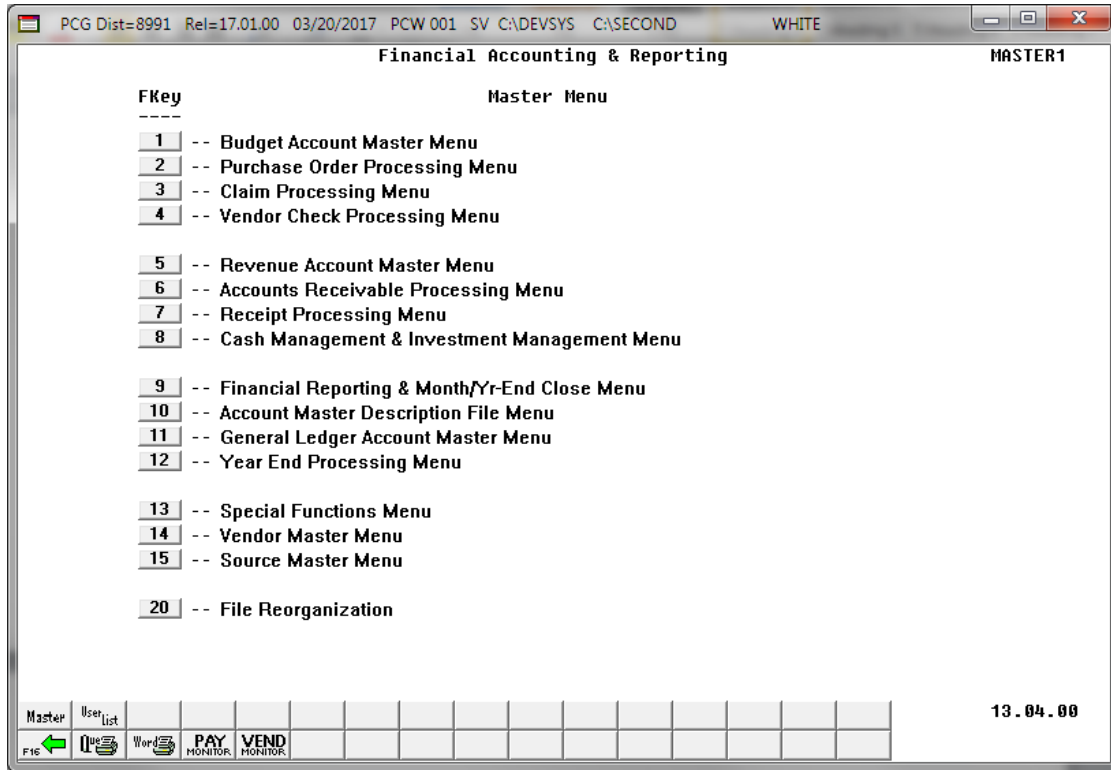 PCG Dist=8991 Rel=17.01.00 03/20/2017 PCW 001 SV C:\DEVSYS C:\SECOND WHITE
Financial Accounting & Reporting MASTER1
FKey Master Menu
----
1 -- Budget Account Master Menu
2 -- Purchase Order Processing Menu
3 -- Claim Processing Menu
4 -- Vendor Check Processing Menu
5 -- Revenue Account Master Menu
6 -- Accounts Receivable Processing Menu
7 -- Receipt Processing Menu
8 -- Cash Management & Investment Management Menu
9 -- Financial Reporting & Month/Yr-End Close Menu
10 -- Account Master Description File Menu
11 -- General Ledger Account Master Menu
12 -- Year End Processing Menu
13 -- Special Functions Menu
14 -- Vendor Master Menu
15 -- Source Master Menu
20 -- File Reorganization
Master User List 13.04.00
F16 Que Word PAY MONITOR VEND MONITOR